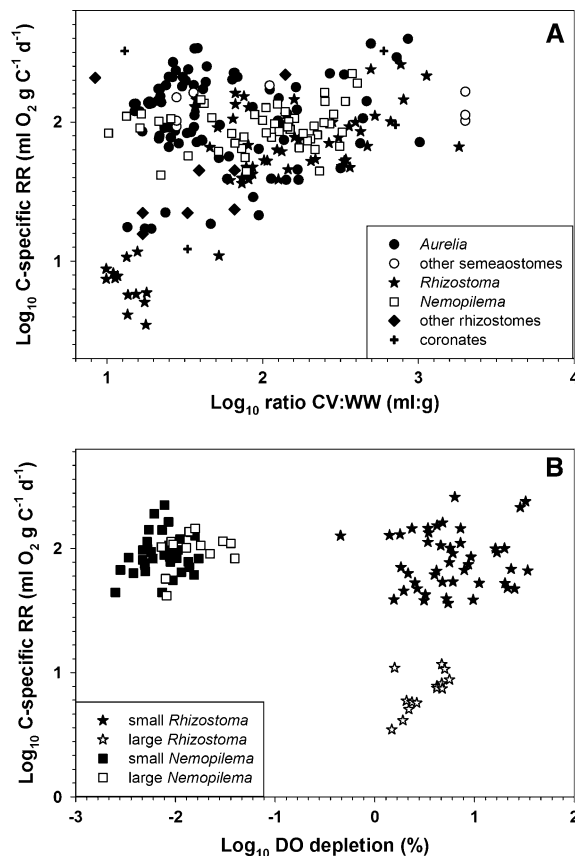 A
Log10 C-specific RR (ml O2 g C-1 d-1)
2
1
Aurelia
other semeaostomes
Rhizostoma
Nemopilema
other rhizostomes
coronates
1 2 3 4
Log10 ratio CV:WW (ml:g)
B
Log10 C-specific RR (ml O2 g C-1 d-1)
3
2
1
0
small Rhizostoma
large Rhizostoma
small Nemopilema
large Nemopilema
-3 -2 -1 0 1 2
Log10 DO depletion (%)